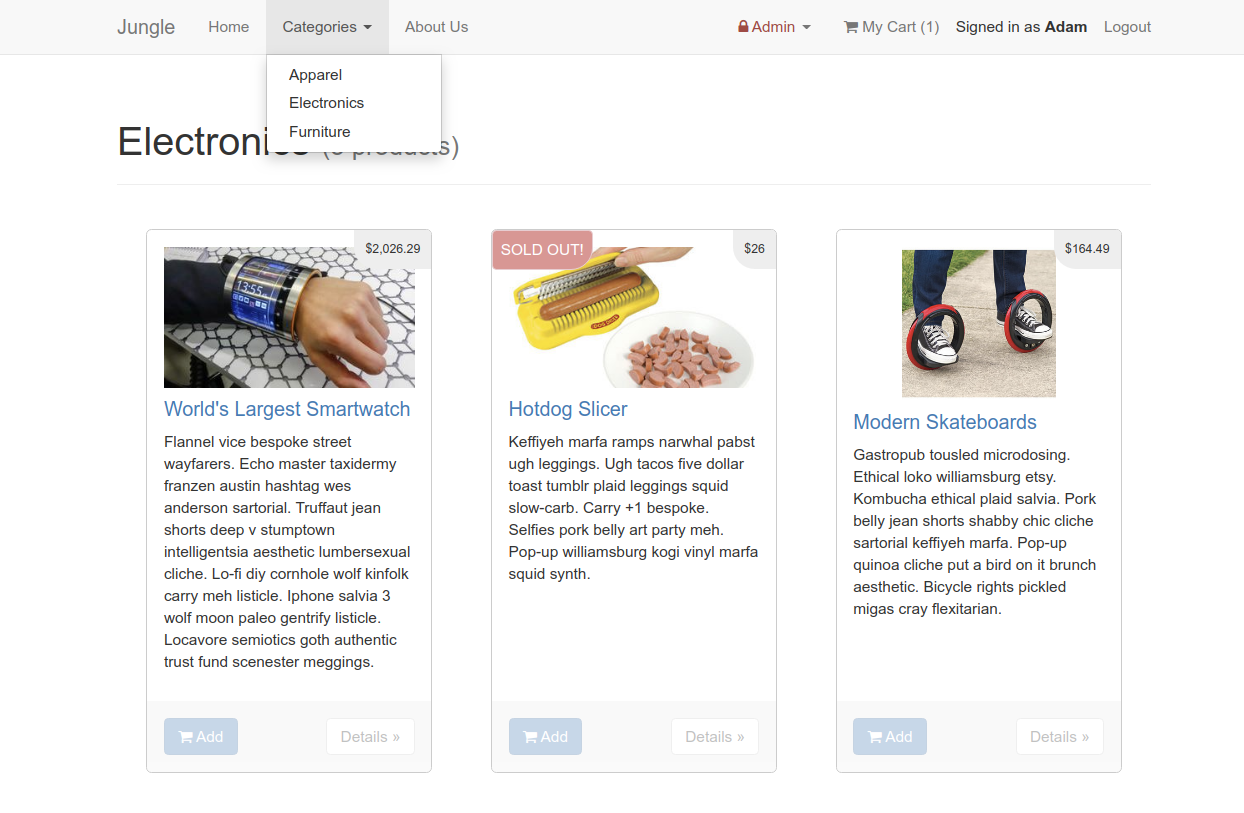 Jungle Home Categories About Us Admin My Cart (1) Signed in as Adam Logout
Apparel
Electronics
Furniture
Electronics
$2,026.29
13:55
World's Largest Smartwatch
Flannel vice bespoke street
wayfarers. Echo master taxidermy
franzen austin hashtag wes
anderson sartorial. Truffaut jean
shorts deep v stumptown
intelligentsia aesthetic lumbersexual
cliche. Lo-fi diy cornhole wolf kinfolk
carry meh listicle. Iphone salvia 3
wolf moon paleo gentrify listicle.
Locavore semiotics goth authentic
trust fund scenester meggings.
Add Details »
SOLD OUT!
$26
Hotdog Slicer
Keffiyeh marfa ramps narwhal pabst
ugh leggings. Ugh tacos five dollar
toast tumblr plaid leggings squid
slow-carb. Carry +1 bespoke.
Selfies pork belly art party meh.
Pop-up williamsburg kogi vinyl marfa
squid synth.
Add Details »
$164.49
Modern Skateboards
Gastropub tousled microdosing.
Ethical loko williamsburg etsy.
Kombucha ethical plaid salvia. Pork
belly jean shorts shabby chic cliche
sartorial keffiyeh marfa. Pop-up
quinoa cliche put a bird on it brunch
aesthetic. Bicycle rights pickled
migas cray flexitarian.
Add Details »